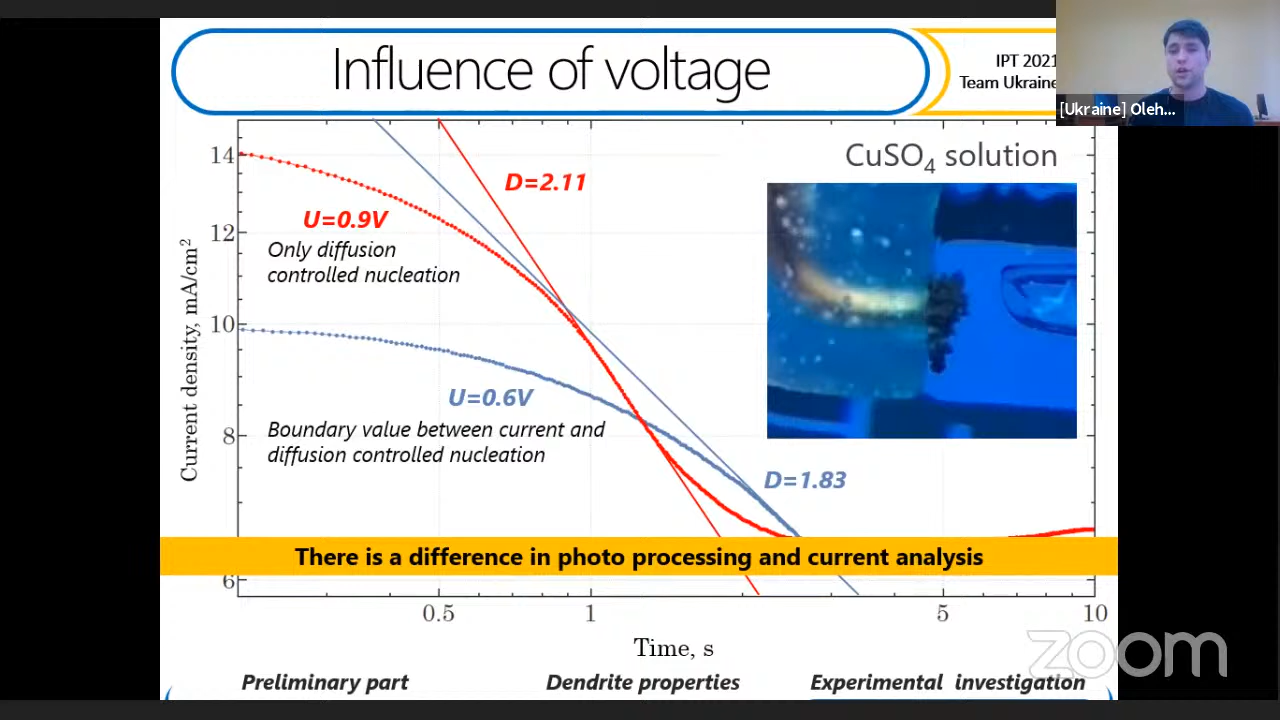 Influence of voltage
IPT 2021
Team Ukraine
[Ukraine] Oleh...
CuSO₄ solution
14
12
10
8
6
Current density, mA/cm²
D=2.11
U=0.9V
Only diffusion
controlled nucleation
U=0.6V
Boundary value between current and
diffusion controlled nucleation
D=1.83
There is a difference in photo processing and current analysis
0.5
1
5
10
Time, s
zoom
Preliminary part
Dendrite properties
Experimental investigation